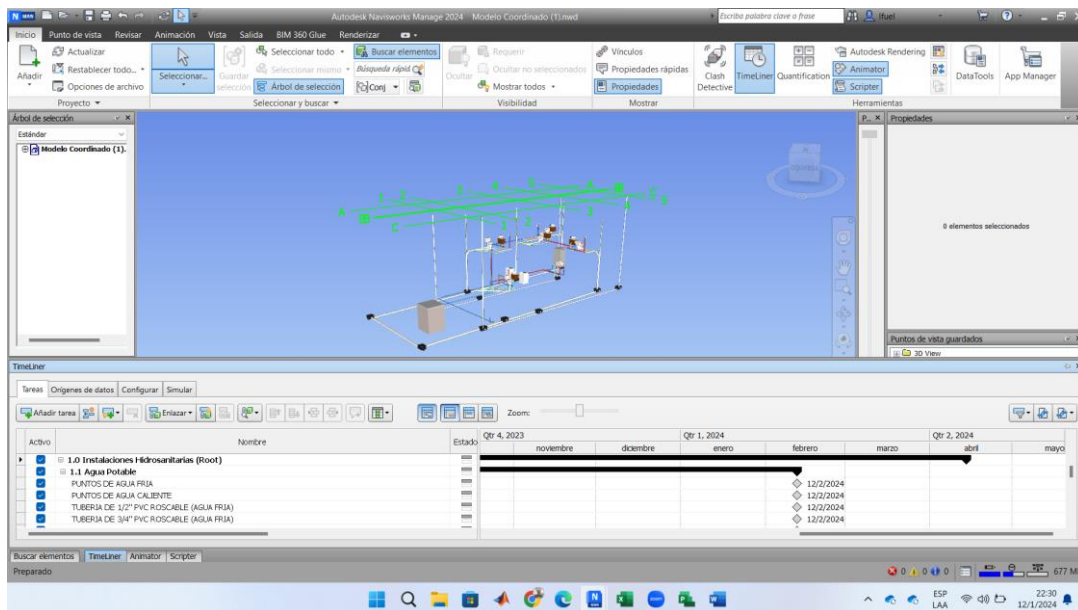 Autodesk Navisworks Manage 2024 Modelo Coordinado (1).nwd
Escriba palabra clave o frase
lfuel
Inicio Punto de vista Revisar Animación Vista Salida BIM 360 Glue Renderizar
Añadir
Actualizar
Restablecer todo...
Opciones de archivo
Proyecto
Seleccionar...
Guardar selección
Seleccionar todo
Seleccionar mismo
Árbol de selección
Buscar elementos
Búsqueda rápid
Conj
Seleccionar y buscar
Ocultar
Requerir
Ocultar no seleccionados
Mostrar todos
Visibilidad
Vínculos
Propiedades rápidas
Propiedades
Mostrar
Clash Detective
TimeLiner
Quantification
Autodesk Rendering
Animator
Scripter
DataTools
App Manager
Herramientas
Árbol de selección
Estándar
Modelo Coordinado (1).
P...
Propiedades
0 elementos seleccionados
Puntos de vista guardados
3D View
TimeLiner
Tareas Orígenes de datos Configurar Simular
Añadir tarea
Enlazar
Zoom:
Activo Nombre Estado
Qtr 4, 2023 Qtr 1, 2024 Qtr 2, 2024
noviembre diciembre enero febrero marzo abril mayo
1.0 Instalaciones Hidrosanitarias (Root)
1.1 Agua Potable
PUNTOS DE AGUA FRIA 12/2/2024
PUNTOS DE AGUA CALIENTE 12/2/2024
TUBERIA DE 1/2" PVC ROSCABLE (AGUA FRIA) 12/2/2024
TUBERIA DE 3/4" PVC ROSCABLE (AGUA FRIA) 12/2/2024
Buscar elementos TimeLiner Animator Scripter
Preparado
0 0 0
677 M
ESP
LAA
22:30
12/1/2024